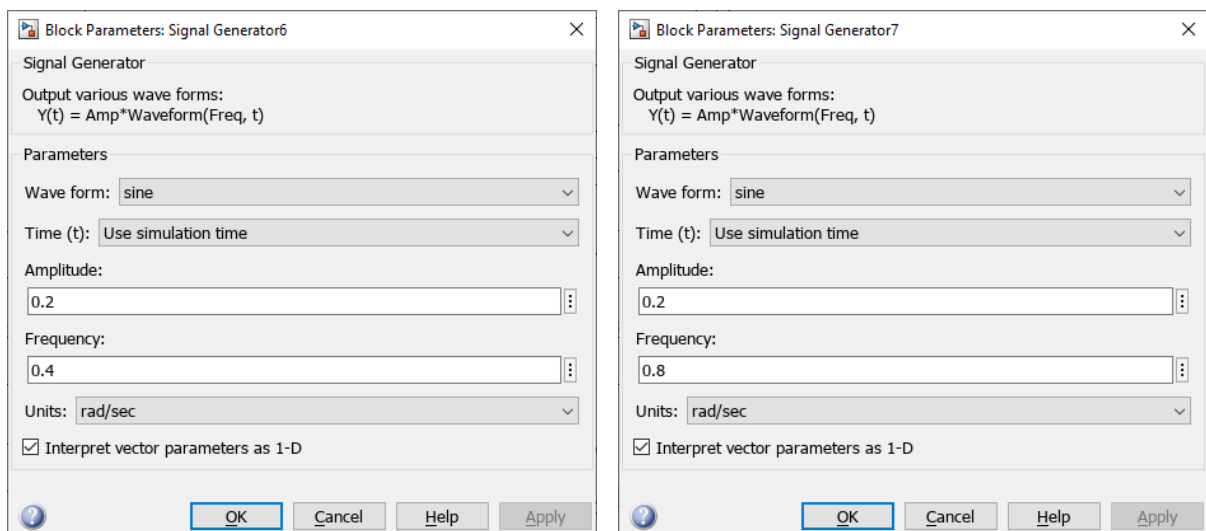 Block Parameters: Signal Generator6
Signal Generator
Output various wave forms:
Y(t) = Amp*Waveform(Freq, t)
Parameters
Wave form: sine
Time (t): Use simulation time
Amplitude:
0.2
Frequency:
0.4
Units: rad/sec
Interpret vector parameters as 1-D
OK Cancel Help Apply
Block Parameters: Signal Generator7
Signal Generator
Output various wave forms:
Y(t) = Amp*Waveform(Freq, t)
Parameters
Wave form: sine
Time (t): Use simulation time
Amplitude:
0.2
Frequency:
0.8
Units: rad/sec
Interpret vector parameters as 1-D
OK Cancel Help Apply